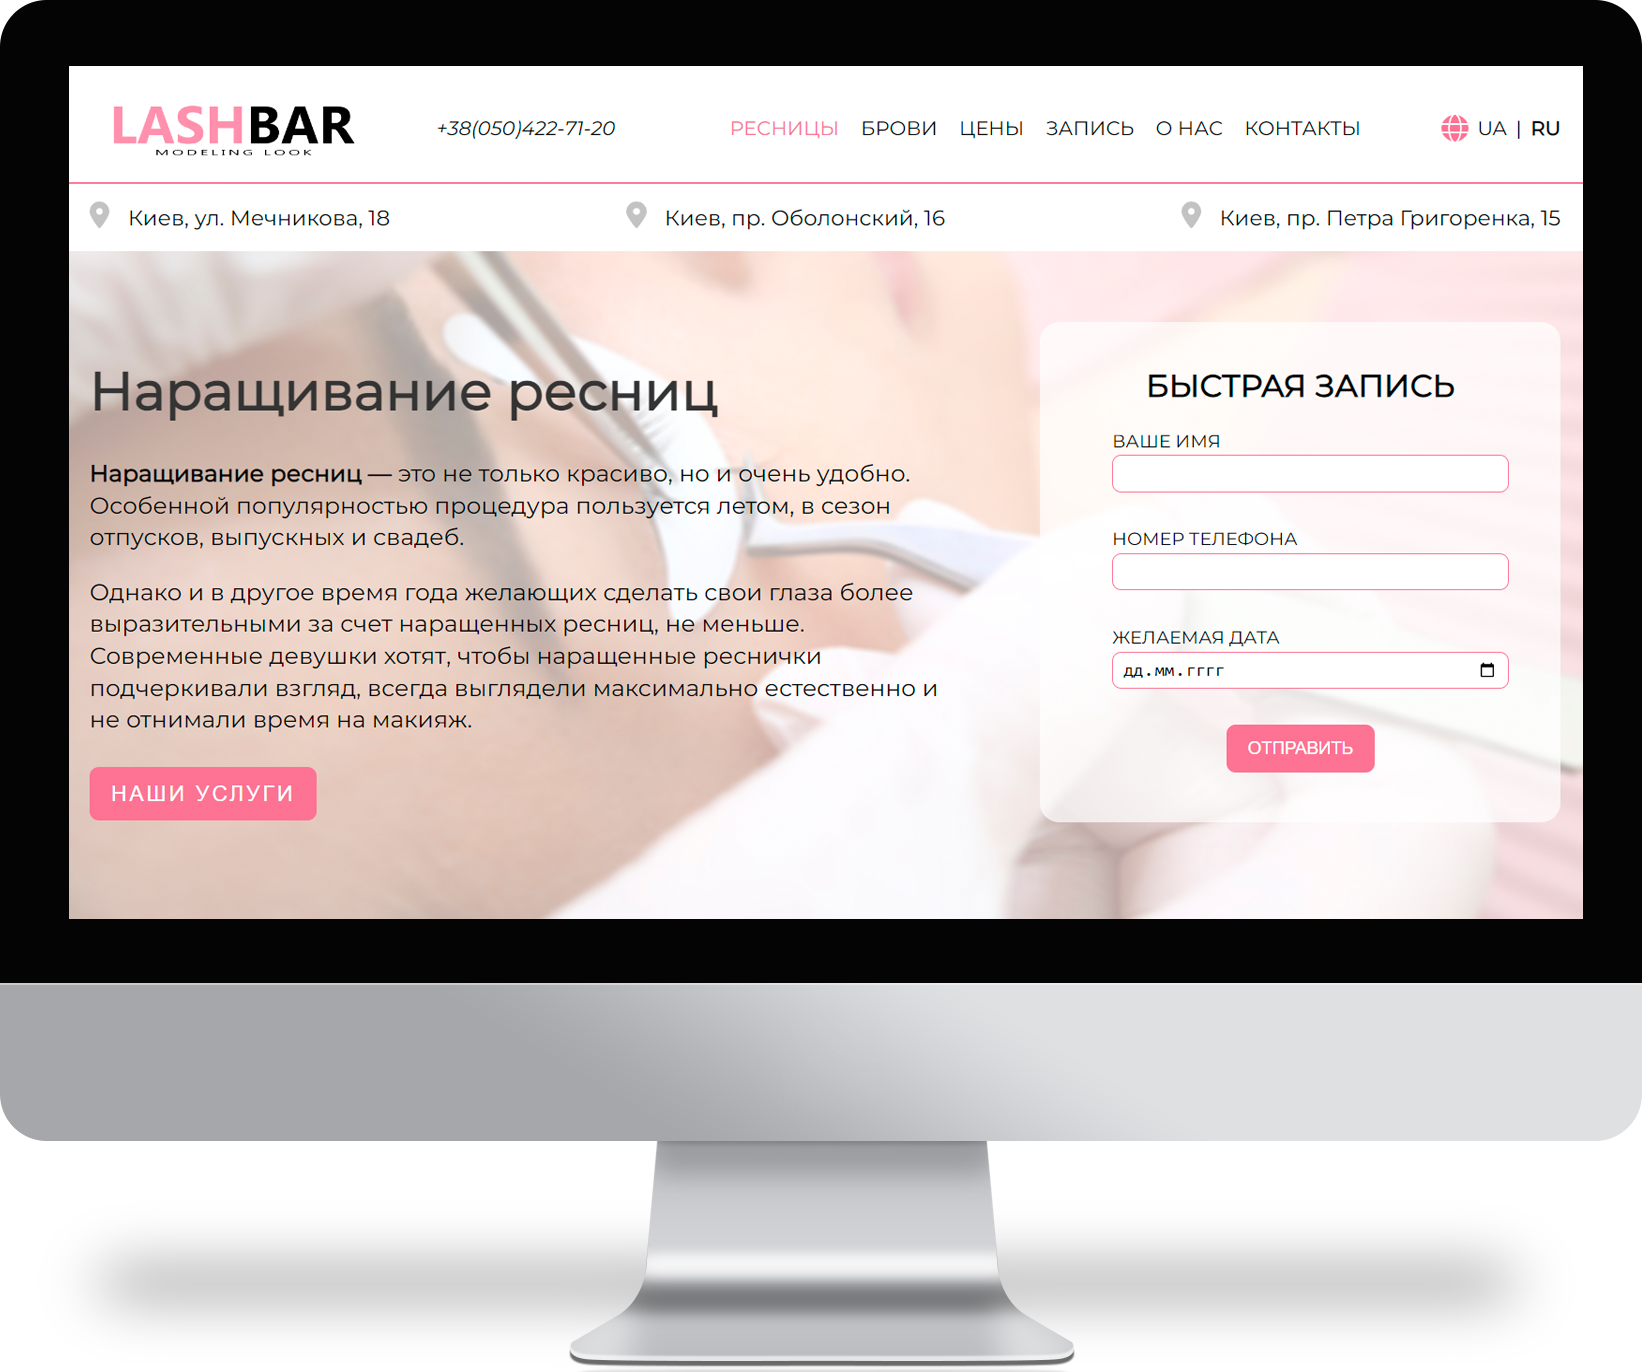 LASHBAR
MODELING LOOK
+38(050)422-71-20
РЕСНИЦЫ БРОВИ ЦЕНЫ ЗАПИСЬ О НАС КОНТАКТЫ
UA | RU
Киев, ул. Мечникова, 18
Киев, пр. Оболонский, 16
Киев, пр. Петра Григоренка, 15
Наращивание ресниц
Наращивание ресниц — это не только красиво, но и очень удобно.
Особенной популярностью процедура пользуется летом, в сезон
отпусков, выпускных и свадеб.
Однако и в другое время года желающих сделать свои глаза более
выразительными за счет наращенных ресниц, не меньше.
Современные девушки хотят, чтобы наращенные реснички
подчеркивали взгляд, всегда выглядели максимально естественно и
не отнимали время на макияж.
НАШИ УСЛУГИ
БЫСТРАЯ ЗАПИСЬ
ВАШЕ ИМЯ
НОМЕР ТЕЛЕФОНА
ЖЕЛАЕМАЯ ДАТА
дд.мм.гггг
ОТПРАВИТЬ